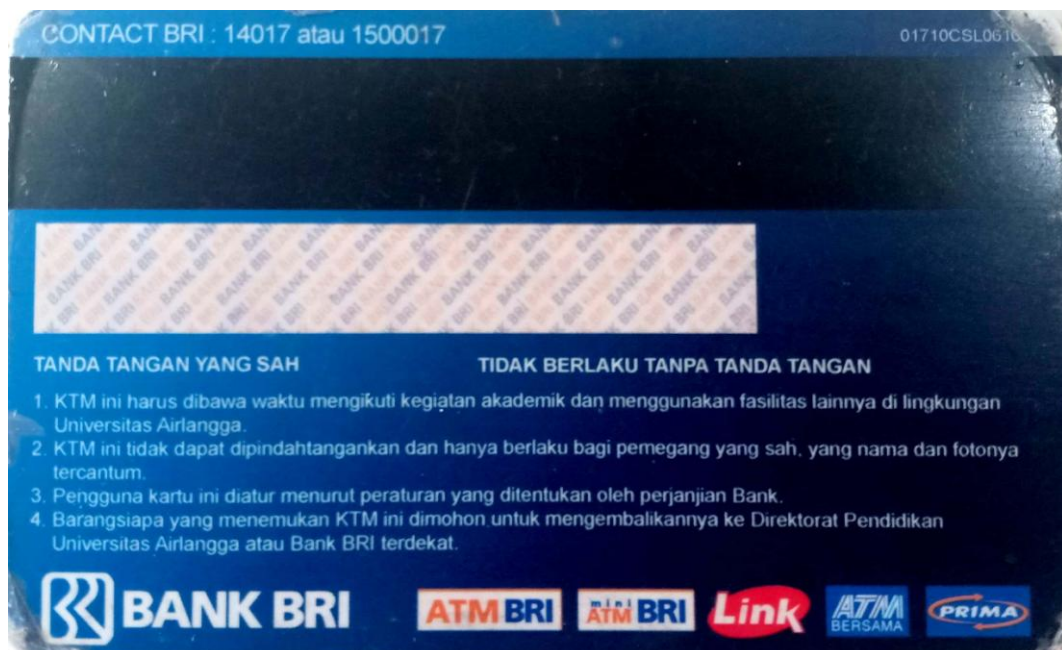 CONTACT BRI : 14017 atau 1500017
TANDA TANGAN YANG SAH
TIDAK BERLAKU TANPA TANDA TANGAN
1. KTM ini harus dibawa waktu mengikuti kegiatan akademik dan menggunakan fasilitas lainnya di lingkungan
Universitas Airlangga.
2. KTM ini tidak dapat dipindahtangankan dan hanya berlaku bagi pemegang yang sah, yang nama dan fotonya
tercantum.
3. Pengguna kartu ini diatur menurut peraturan yang ditentukan oleh perjanjian Bank.
4. Barangsiapa yang menemukan KTM ini dimohon untuk mengembalikannya ke Direktorat Pendidikan
Universitas Airlangga atau Bank BRI terdekat.
BANK BRI
ATM BRI
mini ATM BRI
Link
ATM BERSAMA
PRIMA